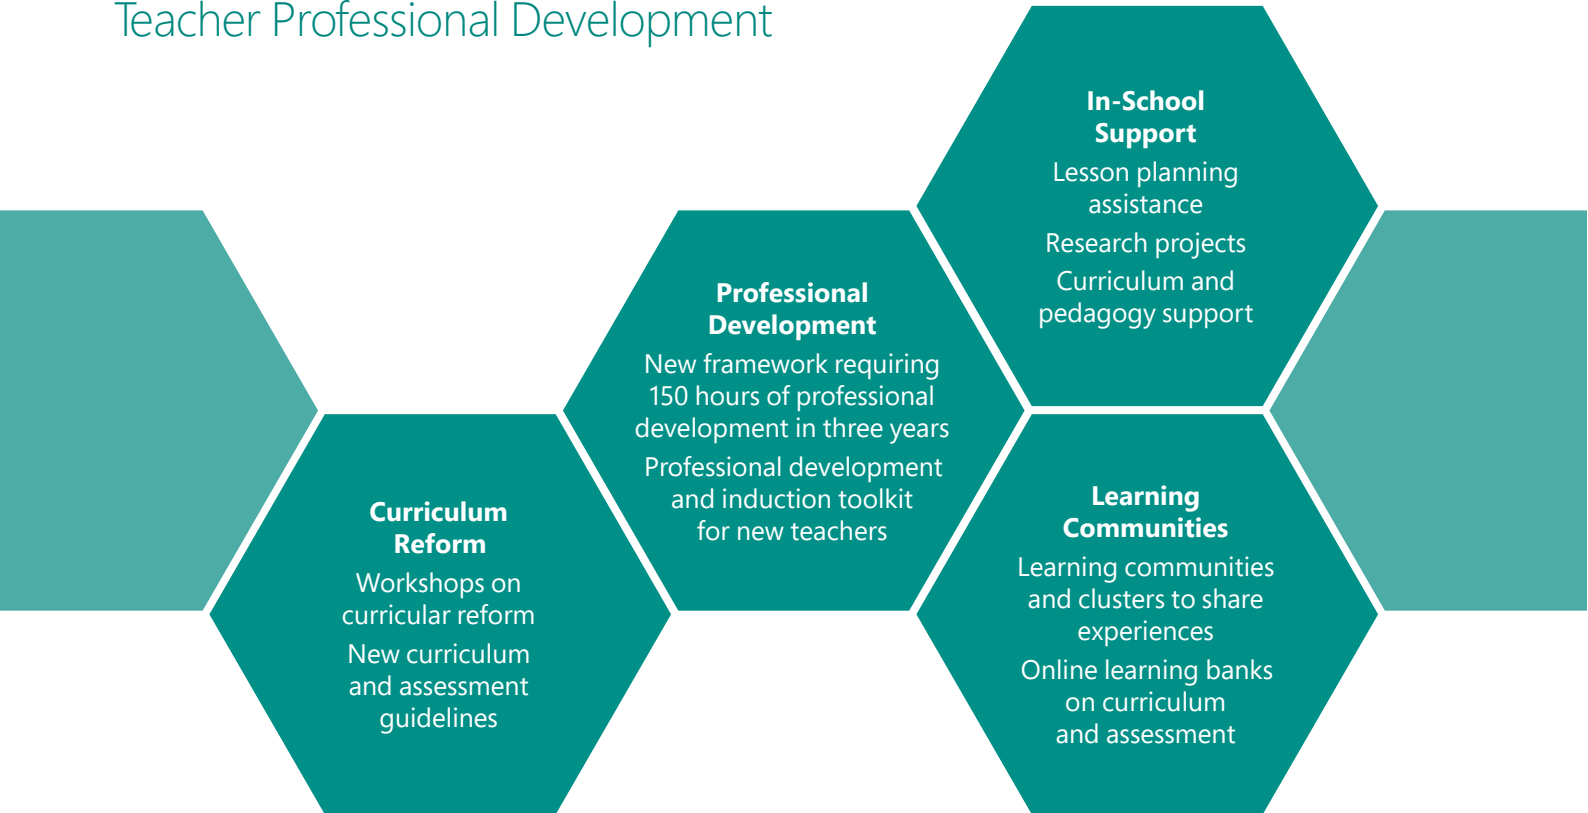 Teacher Professional Development
In-School
Support
Lesson planning
assistance
Research projects
Curriculum and
pedagogy support
Professional
Development
New framework requiring
150 hours of professional
development in three years
Professional development
and induction toolkit
for new teachers
Curriculum
Reform
Workshops on
curricular reform
New curriculum
and assessment
guidelines
Learning
Communities
Learning communities
and clusters to share
experiences
Online learning banks
on curriculum
and assessment